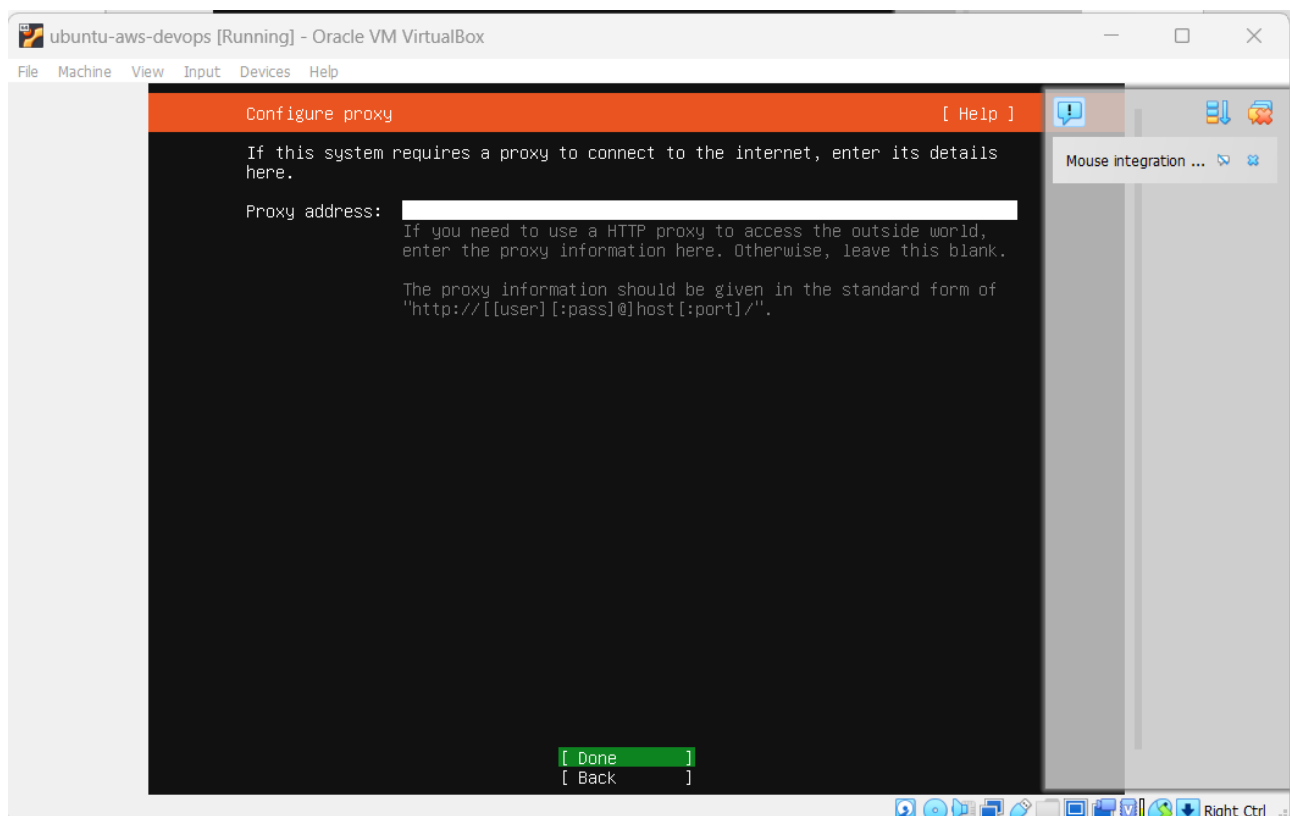 ubuntu-aws-devops [Running] - Oracle VM VirtualBox
File Machine View Input Devices Help
Configure proxy [ Help ]
If this system requires a proxy to connect to the internet, enter its details
here.
Mouse integration ...
Proxy address:
If you need to use a HTTP proxy to access the outside world,
enter the proxy information here. Otherwise, leave this blank.
The proxy information should be given in the standard form of
"http://[[user][:pass]@]host[:port]/".
[ Done ]
[ Back ]
Right Ctrl